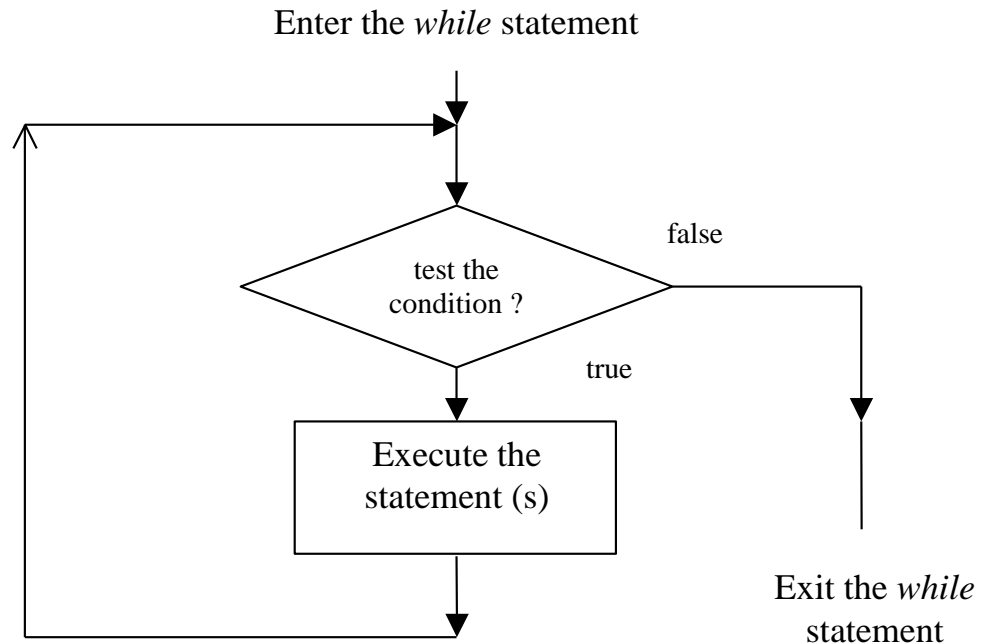 Enter the while statement
false
test the
condition ?
true
Execute the
statement (s)
Exit the while
statement